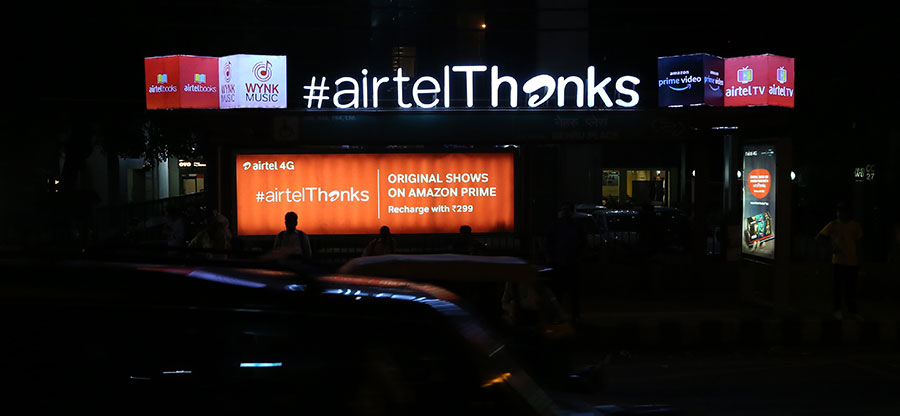 airtelbooks airtelbooks
WYNK MUSIC
WYNK MUSIC
#airtelThanks
amazon prime video
prime video
airtel TV
airtel TV
airtel 4G
#airtelThanks
ORIGINAL SHOWS
ON AMAZON PRIME
Recharge with ₹299